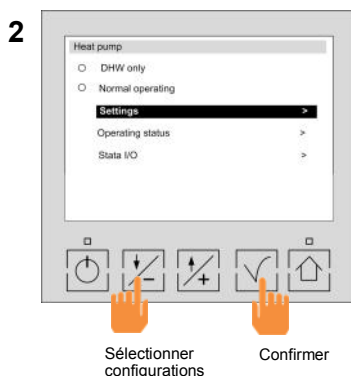 2
Heat pump
DHW only
Normal operating
Settings >
Operating status >
Stata I/O >
Sélectionner
configurations
Confirmer